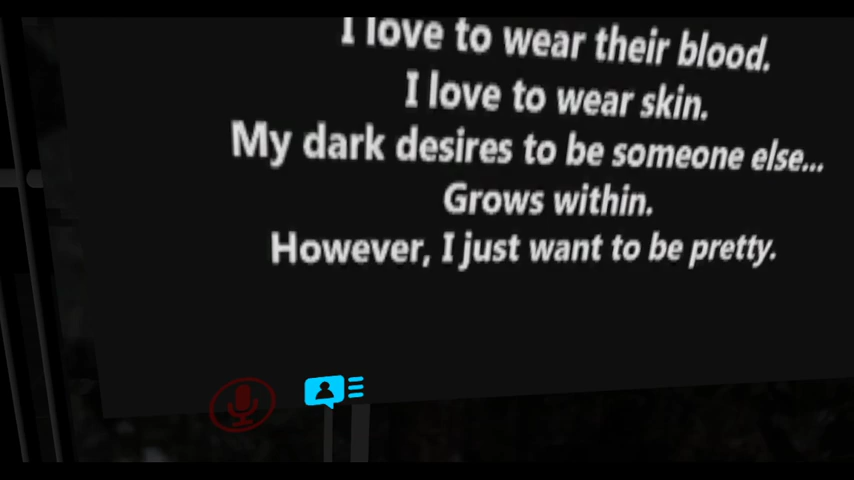 I love to wear their blood.
I love to wear skin.
My dark desires to be someone else...
Grows within.
However, I just want to be pretty.